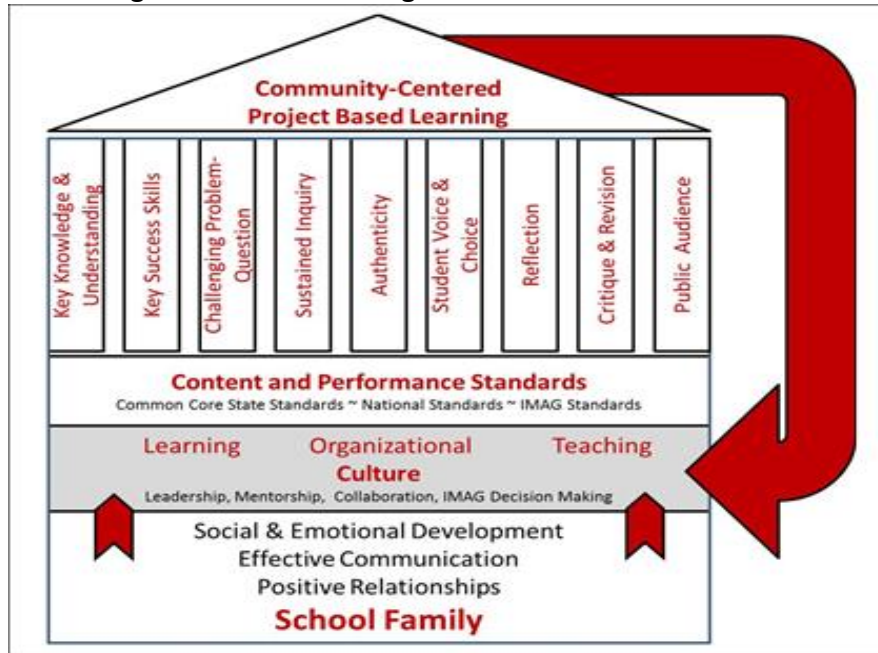 Community-Centered
Project Based Learning
Key Knowledge &
Understanding
Key Success Skills
Challenging Problem-
Question
Sustained Inquiry
Authenticity
Student Voice &
Choice
Reflection
Critique & Revision
Public Audience
Content and Performance Standards
Common Core State Standards ~ National Standards ~ IMAG Standards
Learning Organizational Teaching
Culture
Leadership, Mentorship, Collaboration, IMAG Decision Making
Social & Emotional Development
Effective Communication
Positive Relationships
School Family